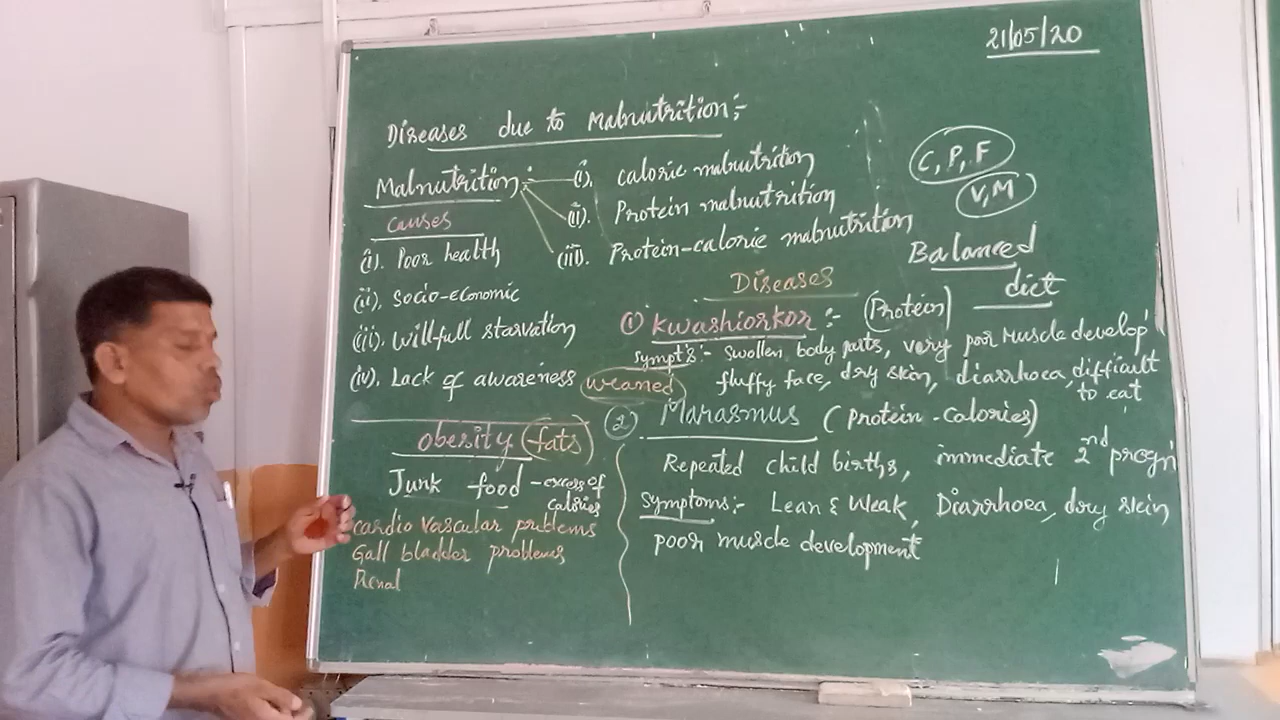 21/05/20
Diseases due to Malnutrition:-
Malnutrition:-
(i). caloric malnutrition
(ii). Protein malnutrition
(iii). Protein-calorie malnutrition
C, P, F
V, M
Balanced
diet
causes
(i). Poor health
(ii). Socio-economic
(iii). Willfull starvation
(iv). Lack of awareness
Diseases
(1) Kwashiorkor :- (Protein)
Sympt's:- Swollen body parts, very poor Muscle develop
weaned fluffy face, dry skin, diarrhoea, difficult
to eat
(2) Marasmus (Protein-Calories)
Repeated child births, immediate 2nd pregn
Symptoms:- Lean & Weak, Diarrhoea, dry skin
poor muscle development
obesity (fats)
Junk food - excess of
calories
cardio vascular problems
Gall bladder problems
Renal